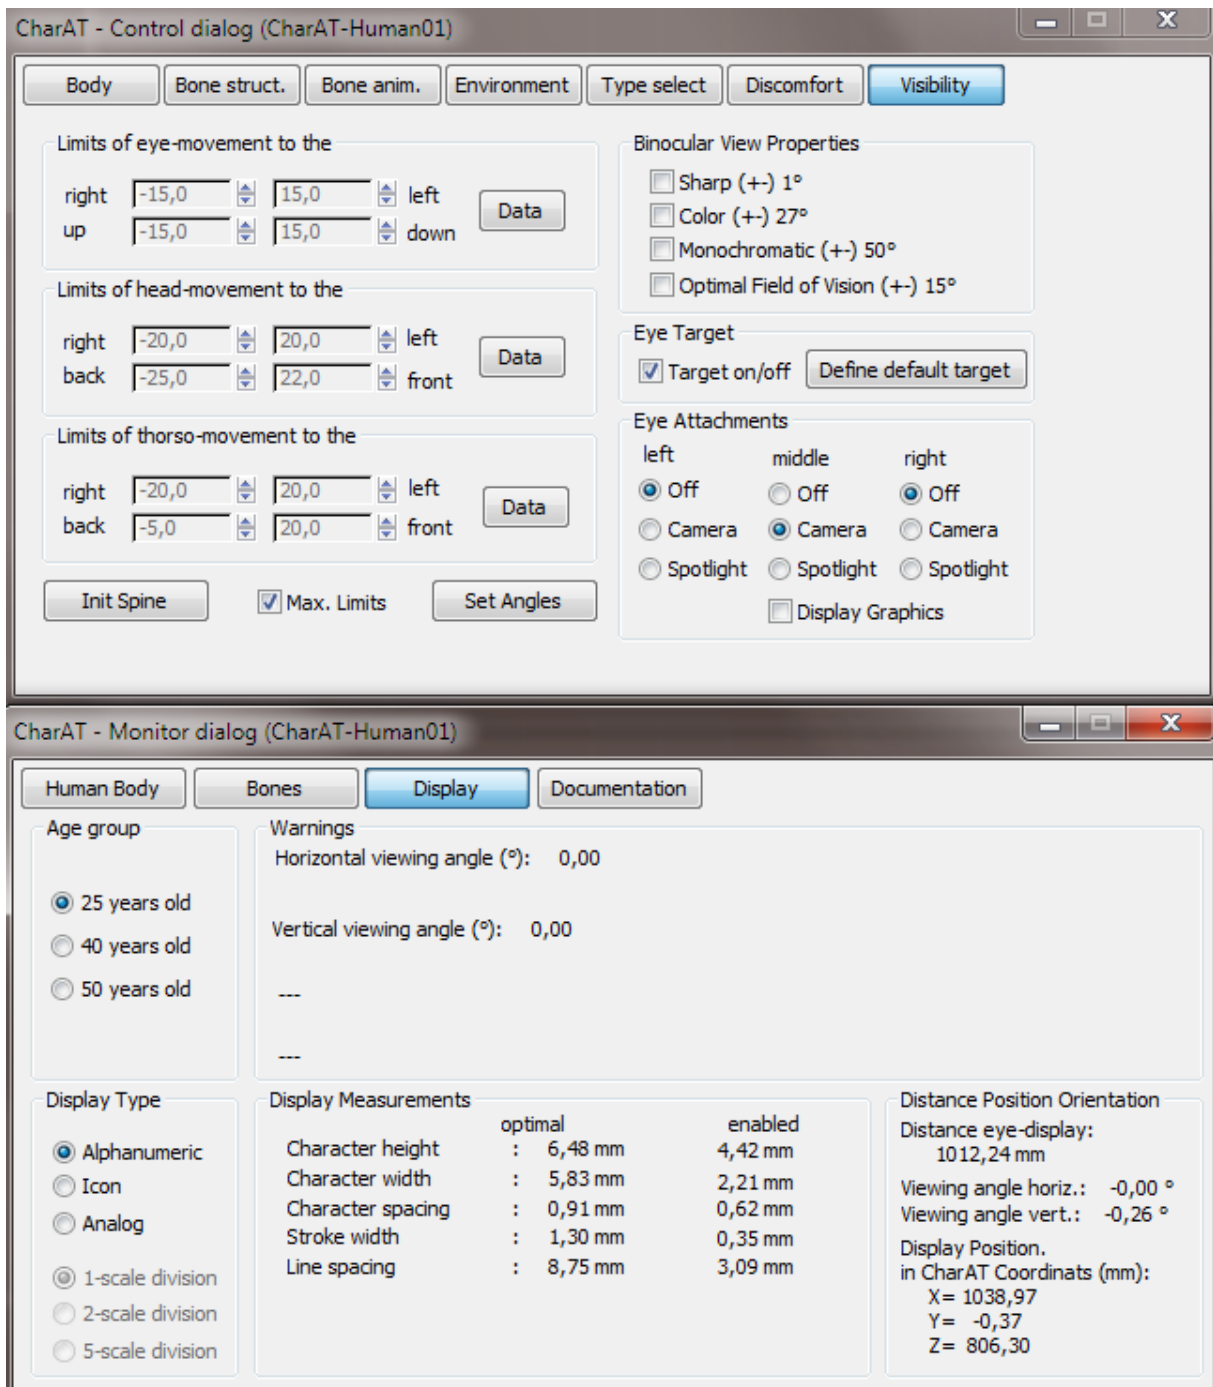 CharAT - Control dialog (CharAT-Human01)
Body Bone struct. Bone anim. Environment Type select Discomfort Visibility
Limits of eye-movement to the
right -15,0 15,0 left
up -15,0 15,0 down
Data
Limits of head-movement to the
right -20,0 20,0 left
back -25,0 22,0 front
Data
Limits of thorso-movement to the
right -20,0 20,0 left
back -5,0 20,0 front
Data
Init Spine Max. Limits Set Angles
Binocular View Properties
Sharp (+-) 1°
Color (+-) 27°
Monochromatic (+-) 50°
Optimal Field of Vision (+-) 15°
Eye Target
Target on/off Define default target
Eye Attachments
left middle right
Off Off Off
Camera Camera Camera
Spotlight Spotlight Spotlight
Display Graphics
CharAT - Monitor dialog (CharAT-Human01)
Human Body Bones Display Documentation
Age group
25 years old
40 years old
50 years old
Warnings
Horizontal viewing angle (°): 0,00
Vertical viewing angle (°): 0,00
---
---
Display Type
Alphanumeric
Icon
Analog
1-scale division
2-scale division
5-scale division
Display Measurements
optimal enabled
Character height : 6,48 mm 4,42 mm
Character width : 5,83 mm 2,21 mm
Character spacing : 0,91 mm 0,62 mm
Stroke width : 1,30 mm 0,35 mm
Line spacing : 8,75 mm 3,09 mm
Distance Position Orientation
Distance eye-display:
1012,24 mm
Viewing angle horiz.: -0,00 °
Viewing angle vert.: -0,26 °
Display Position.
in CharAT Coordinats (mm):
X= 1038,97
Y= -0,37
Z= 806,30